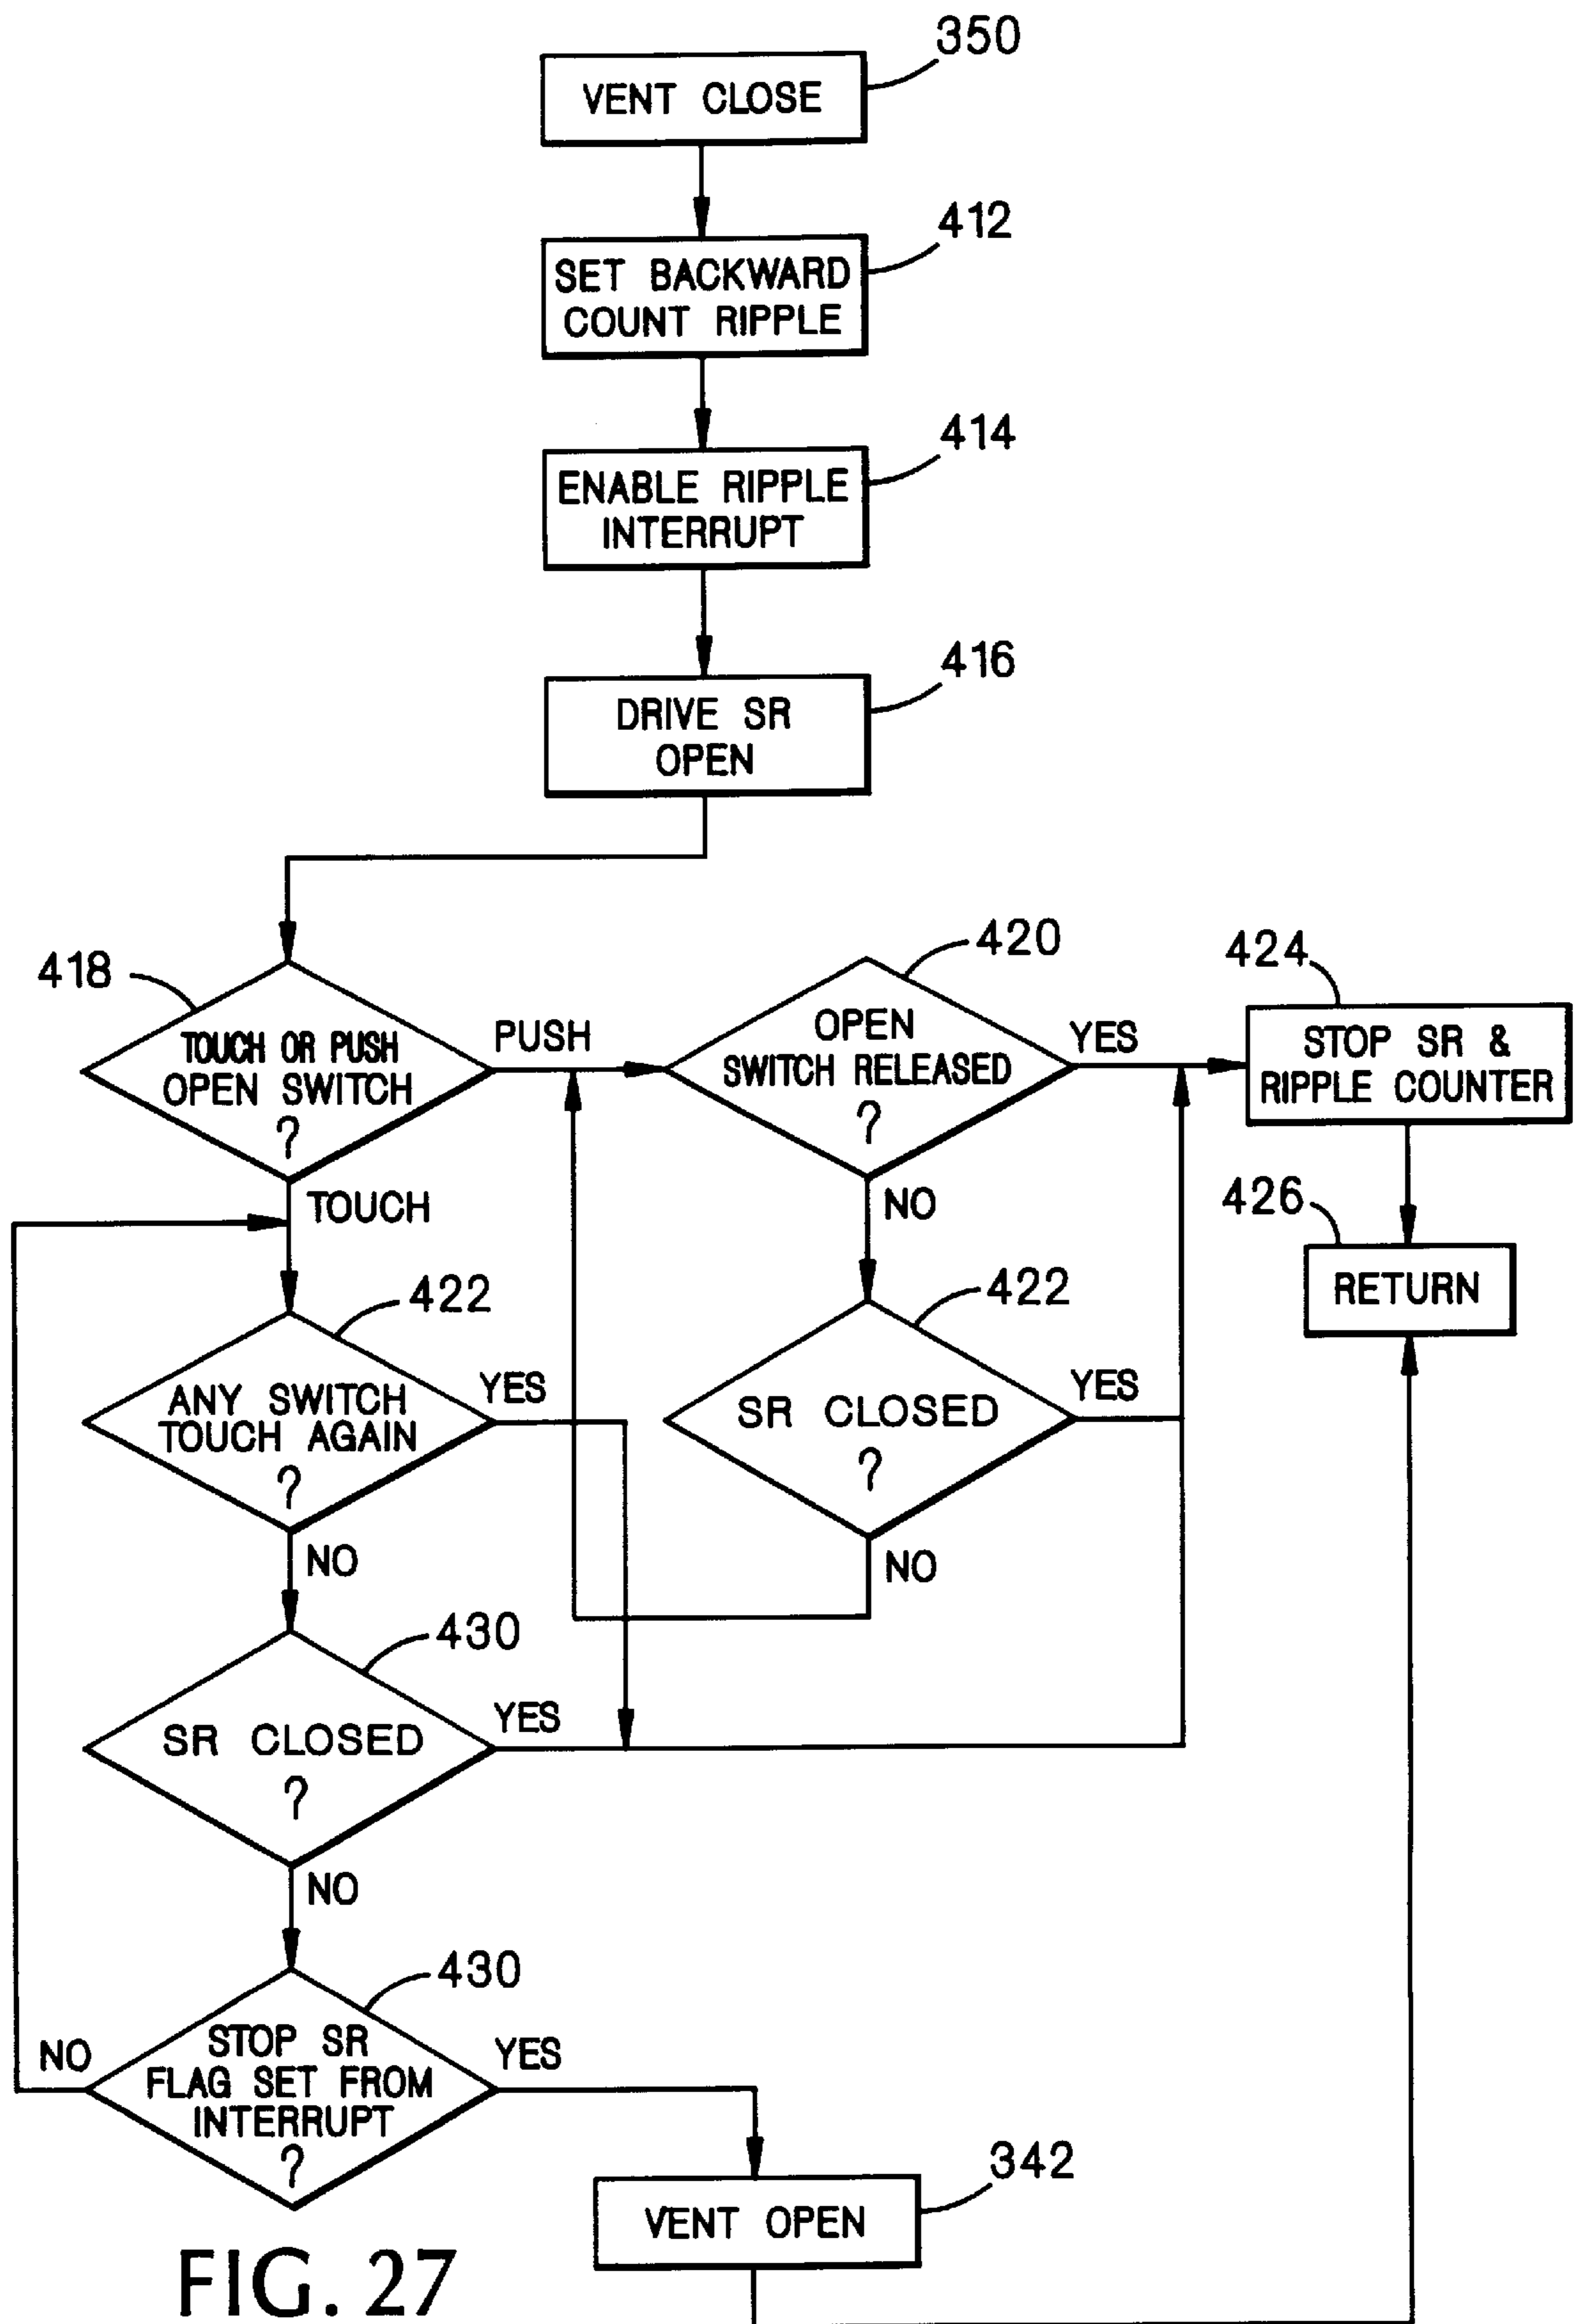 350
VENT CLOSE
412
SET BACKWARD
COUNT RIPPLE
414
ENABLE RIPPLE
INTERRUPT
416
DRIVE SR
OPEN
418
TOUCH OR PUSH
OPEN SWITCH
?
PUSH
TOUCH
420
OPEN
SWITCH RELEASED
?
YES
NO
424
STOP SR &
RIPPLE COUNTER
426
RETURN
422
ANY SWITCH
TOUCH AGAIN
?
YES
NO
422
SR CLOSED
?
YES
NO
430
SR CLOSED
?
YES
NO
430
STOP SR
FLAG SET FROM
INTERRUPT
?
NO
YES
342
VENT OPEN
FIG. 27